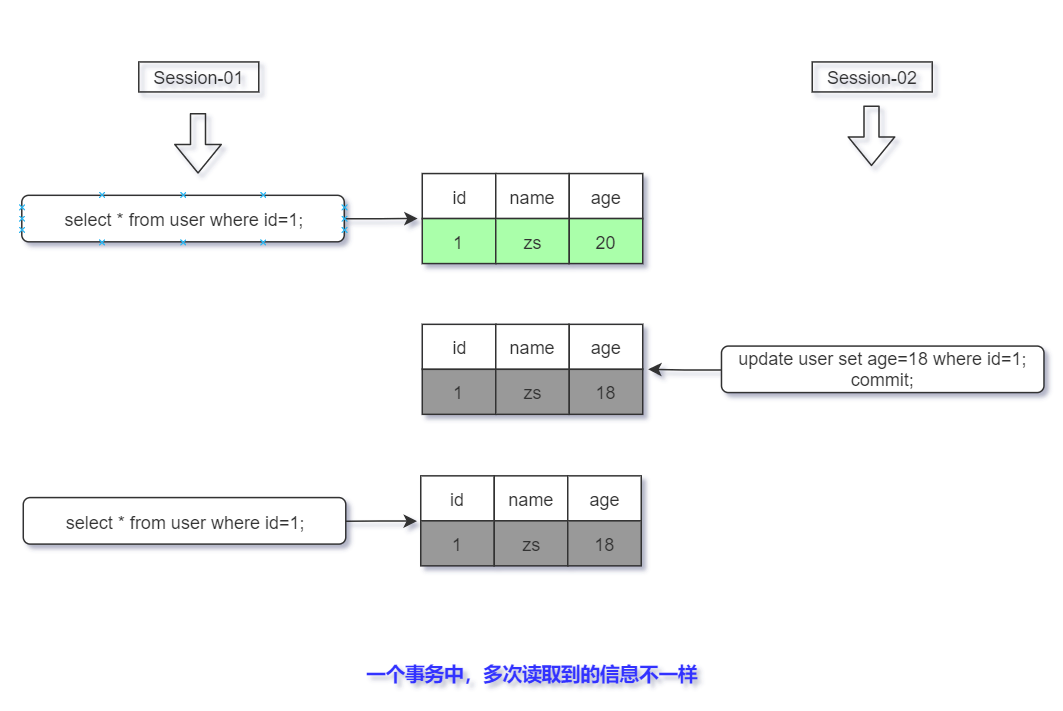 Session-01
Session-02
select * from user where id=1;
id name age
1 zs 20
id name age
1 zs 18
update user set age=18 where id=1;
commit;
select * from user where id=1;
id name age
1 zs 18
一个事务中，多次读取到的信息不一样